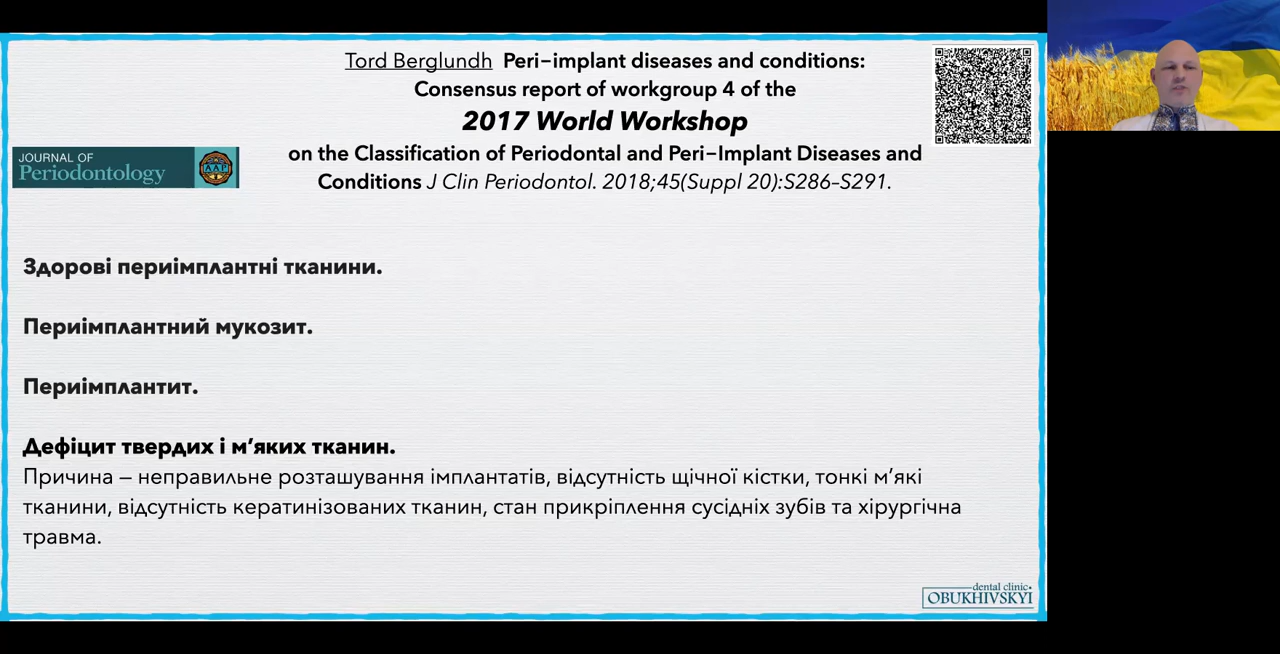 Tord Berglundh Peri-implant diseases and conditions:
Consensus report of workgroup 4 of the
2017 World Workshop
on the Classification of Periodontal and Peri-Implant Diseases and
Conditions J Clin Periodontol. 2018;45(Suppl 20):S286–S291.
JOURNAL OF
Periodontology
AAP
Здорові периімплантні тканини.
Периімплантний мукозит.
Периімплантит.
Дефіцит твердих і м’яких тканин.
Причина — неправильне розташування імплантатів, відсутність щічної кістки, тонкі м’які
тканини, відсутність кератинізованих тканин, стан прикріплення сусідніх зубів та хірургічна
травма.
dental clinic
OBUKHIVSKYI